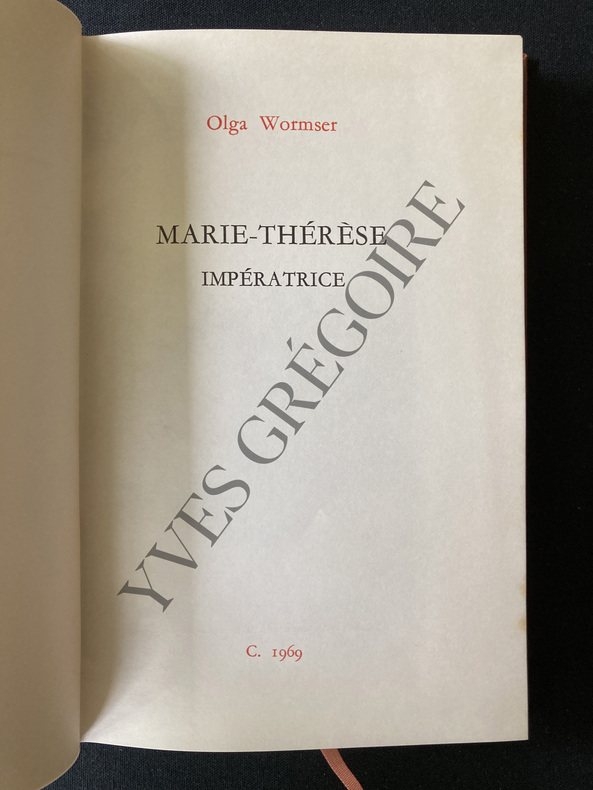 Olga Wormser
MARIE-THÉRÈSE
IMPÉRATRICE
YVES GRÉGOIRE
C. 1969